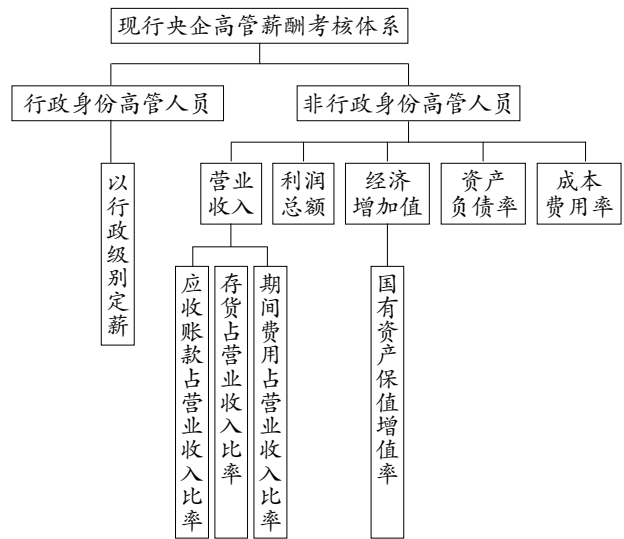 现行央企高管薪酬考核体系
行政身份高管人员
非行政身份高管人员
以行政级别定薪
营业
收入
利润
总额
经济
增加值
资产
负债率
成本
费用率
应收账款占营业收入比率
存货占营业收入比率
期间费用占营业收入比率
国有资产保值增值率